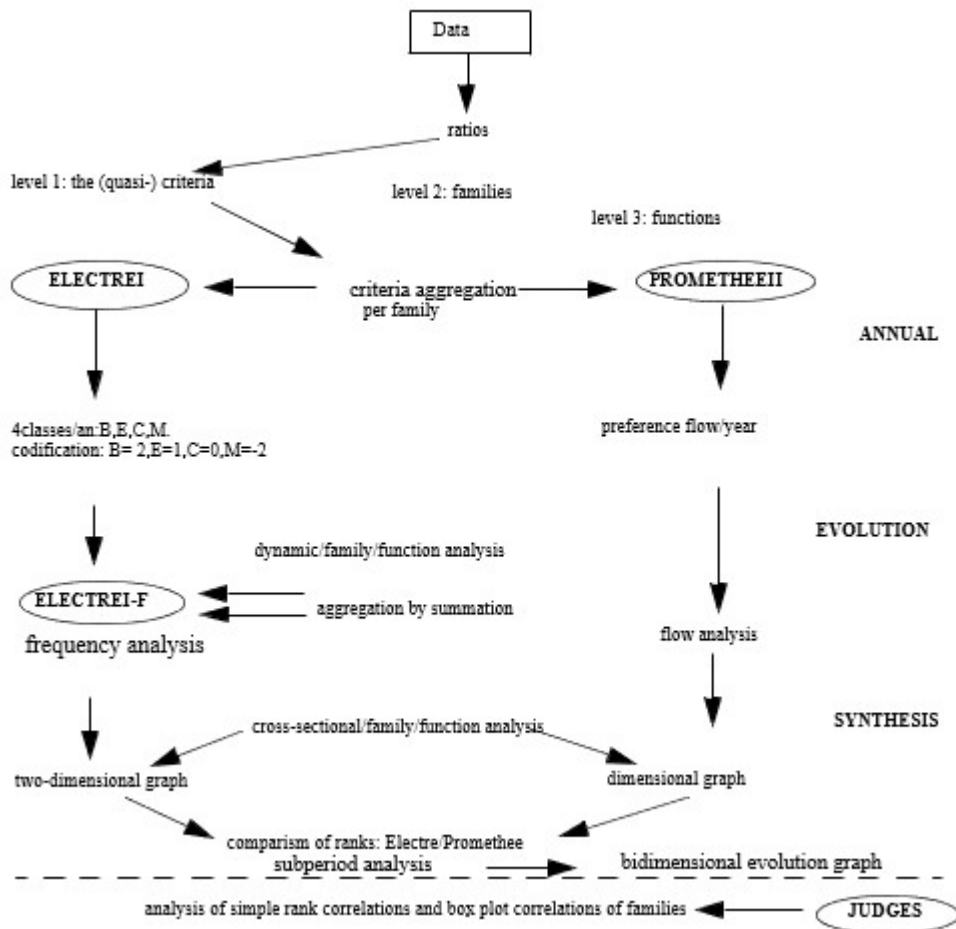 Data
ratios
level 1: the (quasi-) criteria
level 2: families
level 3: functions
ELECTREI
criteria aggregation
per family
PROMETHEEII
ANNUAL
4classes/an:B,E,C,M.
codification: B= 2,E=1,C=0,M=-2
preference flow/year
EVOLUTION
dynamic/family/function analysis
ELECTREI-F
aggregation by summation
frequency analysis
flow analysis
SYNTHESIS
cross-sectional/family/function analysis
two-dimensional graph
dimensional graph
comparism of ranks: Electre/Promethee
subperiod analysis
bidimensional evolution graph
analysis of simple rank correlations and box plot correlations of families
JUDGES